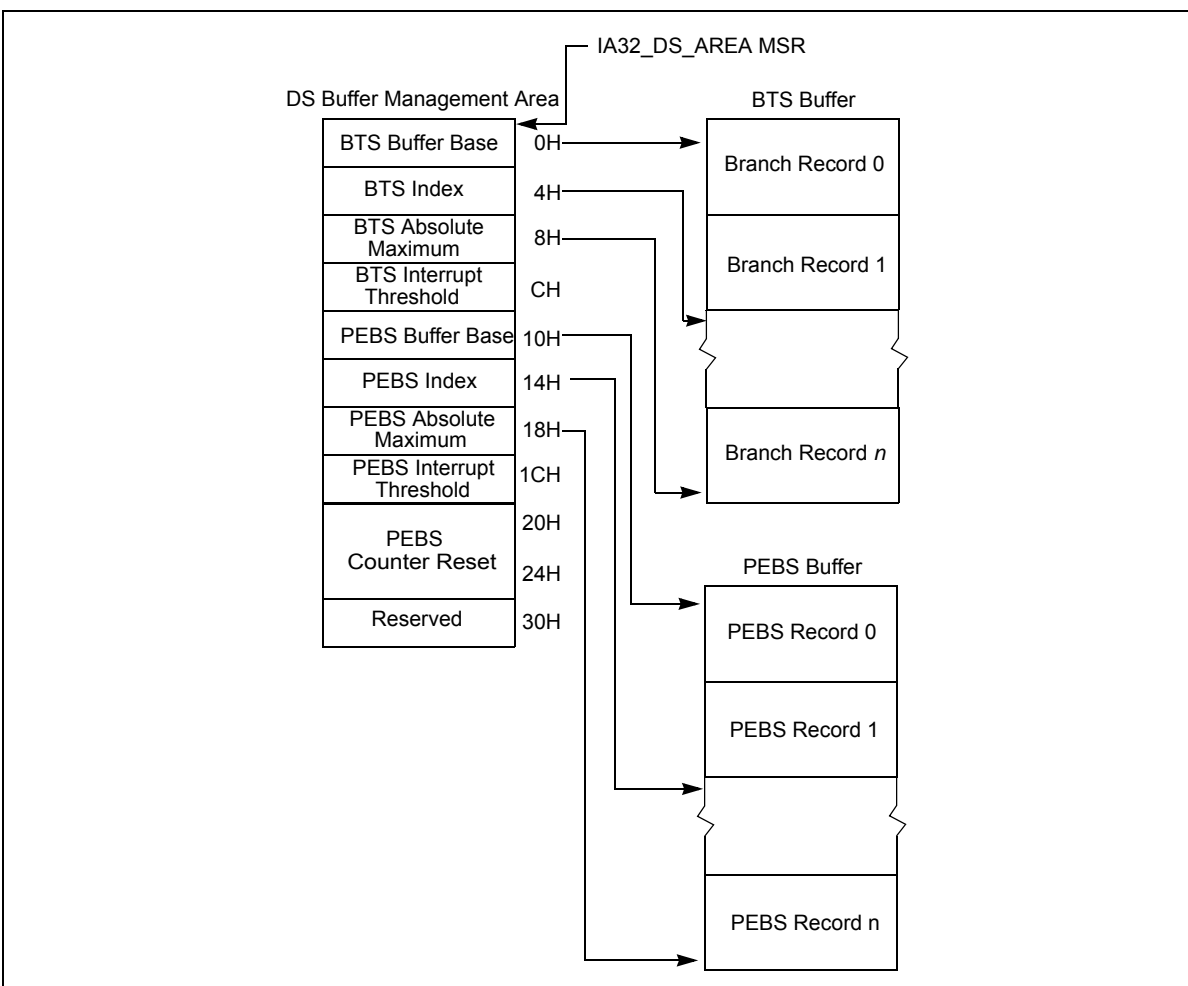 IA32_DS_AREA MSR
DS Buffer Management Area
BTS Buffer Base
0H
BTS Index
4H
BTS Absolute
Maximum
8H
BTS Interrupt
Threshold
CH
PEBS Buffer Base
10H
PEBS Index
14H
PEBS Absolute
Maximum
18H
PEBS Interrupt
Threshold
1CH
20H
PEBS
Counter Reset
24H
Reserved
30H
BTS Buffer
Branch Record 0
Branch Record 1
Branch Record n
PEBS Buffer
PEBS Record 0
PEBS Record 1
PEBS Record n